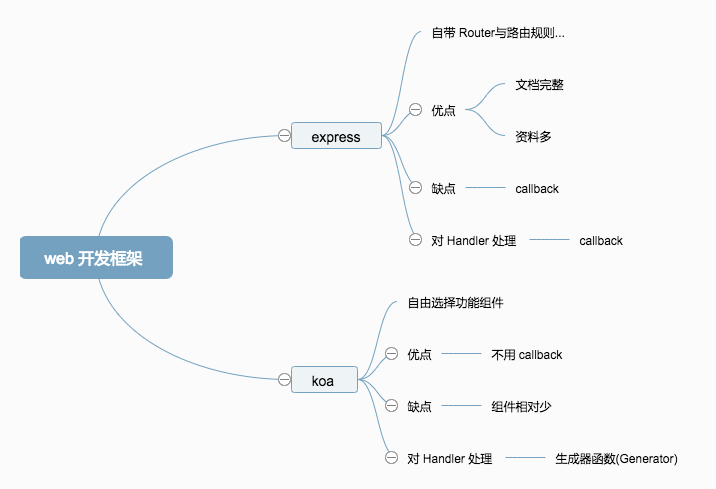 web 开发框架
express
自带 Router与路由规则...
优点
文档完整
资料多
缺点
callback
对 Handler 处理
callback
koa
自由选择功能组件
优点
不用 callback
缺点
组件相对少
对 Handler 处理
生成器函数(Generator)